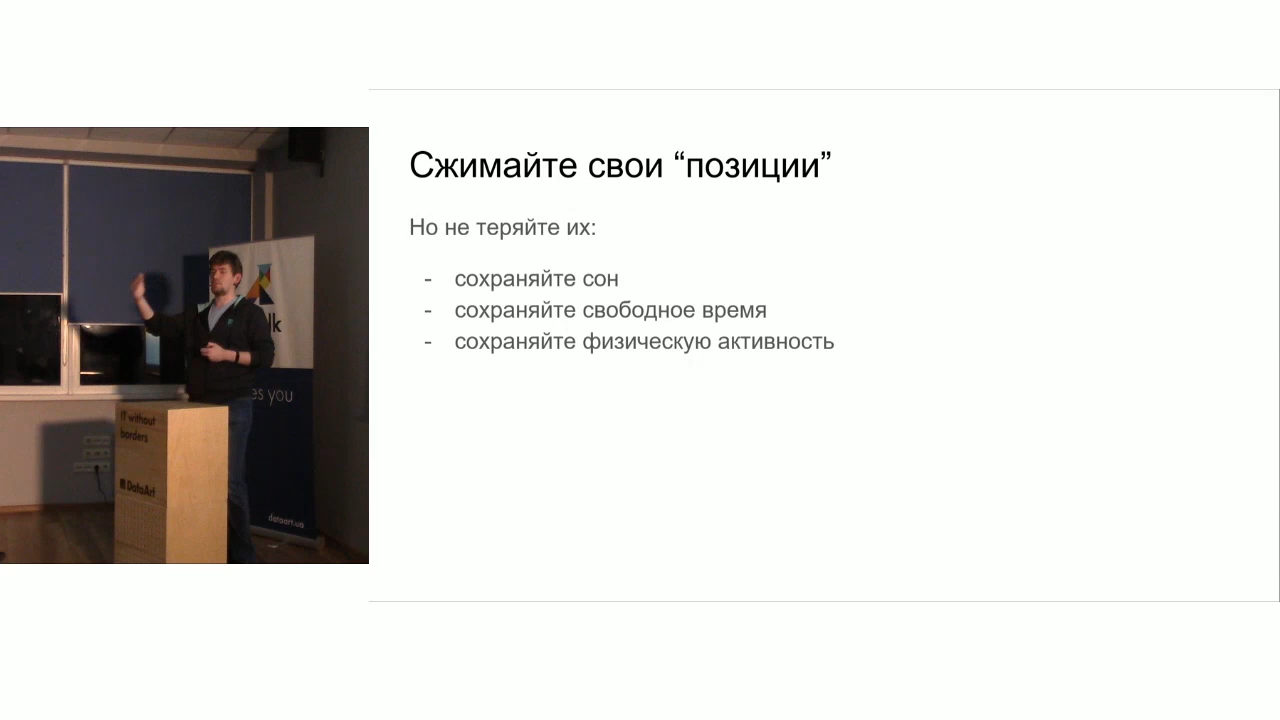 Сжимайте свои “позиции”
Но не теряйте их:
- сохраняйте сон
- сохраняйте свободное время
- сохраняйте физическую активность
lk
es you
IT without
borders
DataArt
dataart.ua